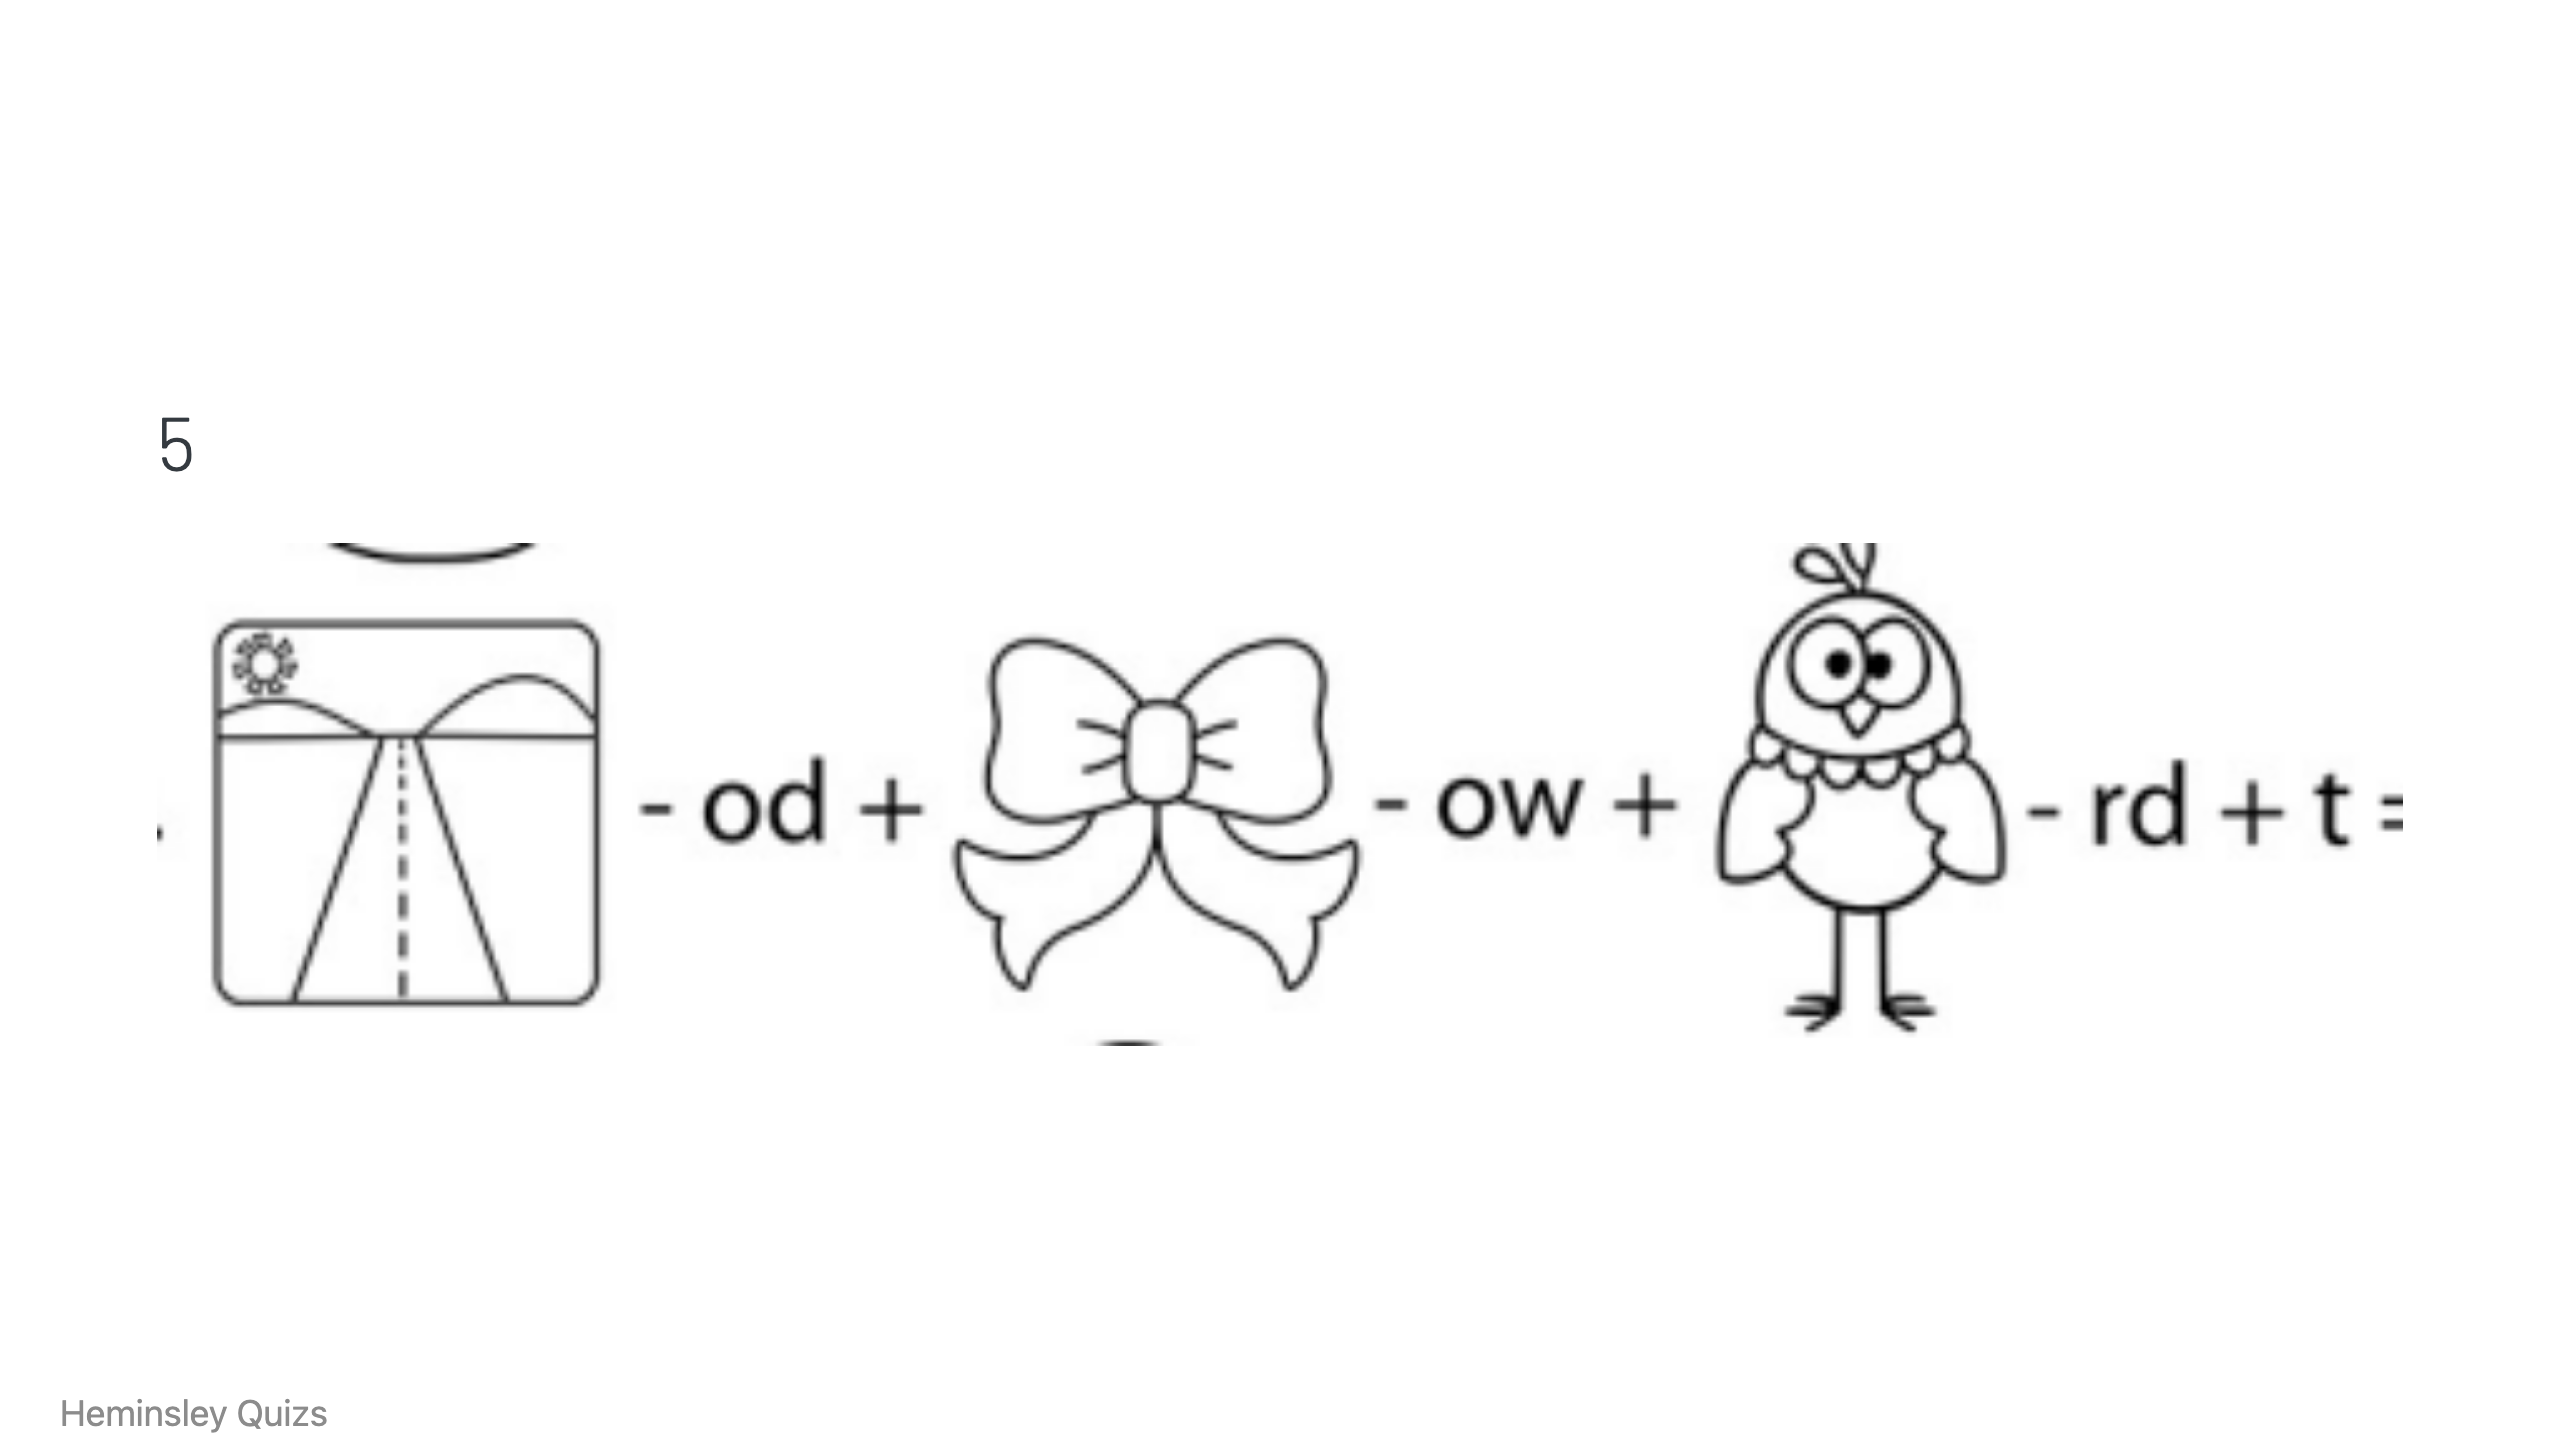 5
- od + - ow + - rd + t =
Heminsley Quizs